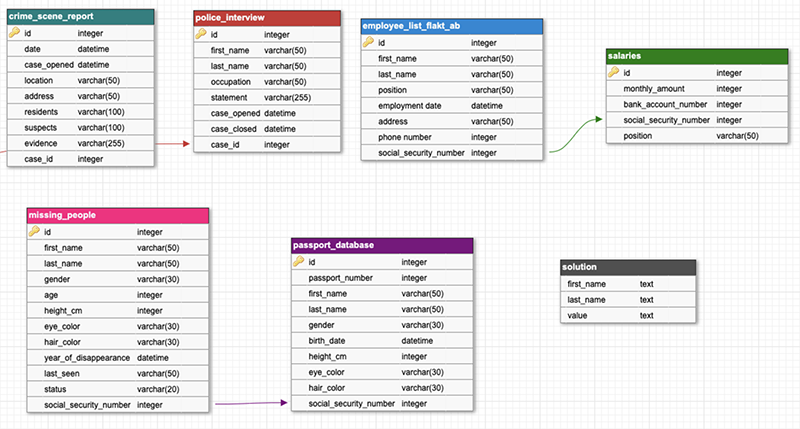 crime_scene_report
id integer
date datetime
case_opened datetime
location varchar(50)
address varchar(50)
residents varchar(100)
suspects varchar(100)
evidence varchar(255)
case_id integer
police_interview
id integer
first_name varchar(50)
last_name varchar(50)
occupation varchar(50)
statement varchar(255)
case_opened datetime
case_closed datetime
case_id integer
employee_list_flakt_ab
id integer
first_name varchar(50)
last_name varchar(50)
position varchar(50)
employment date datetime
address varchar(50)
phone number integer
social_security_number integer
salaries
id integer
monthly_amount integer
bank_account_number integer
social_security_number integer
position varchar(50)
missing_people
id integer
first_name varchar(50)
last_name varchar(50)
gender varchar(30)
age integer
height_cm integer
eye_color varchar(30)
hair_color varchar(30)
year_of_disappearance datetime
last_seen varchar(50)
status varchar(20)
social_security_number integer
passport_database
id integer
passport_number integer
first_name varchar(50)
last_name varchar(50)
gender varchar(30)
birth_date datetime
height_cm integer
eye_color varchar(30)
hair_color varchar(30)
social_security_number integer
solution
first_name text
last_name text
value text